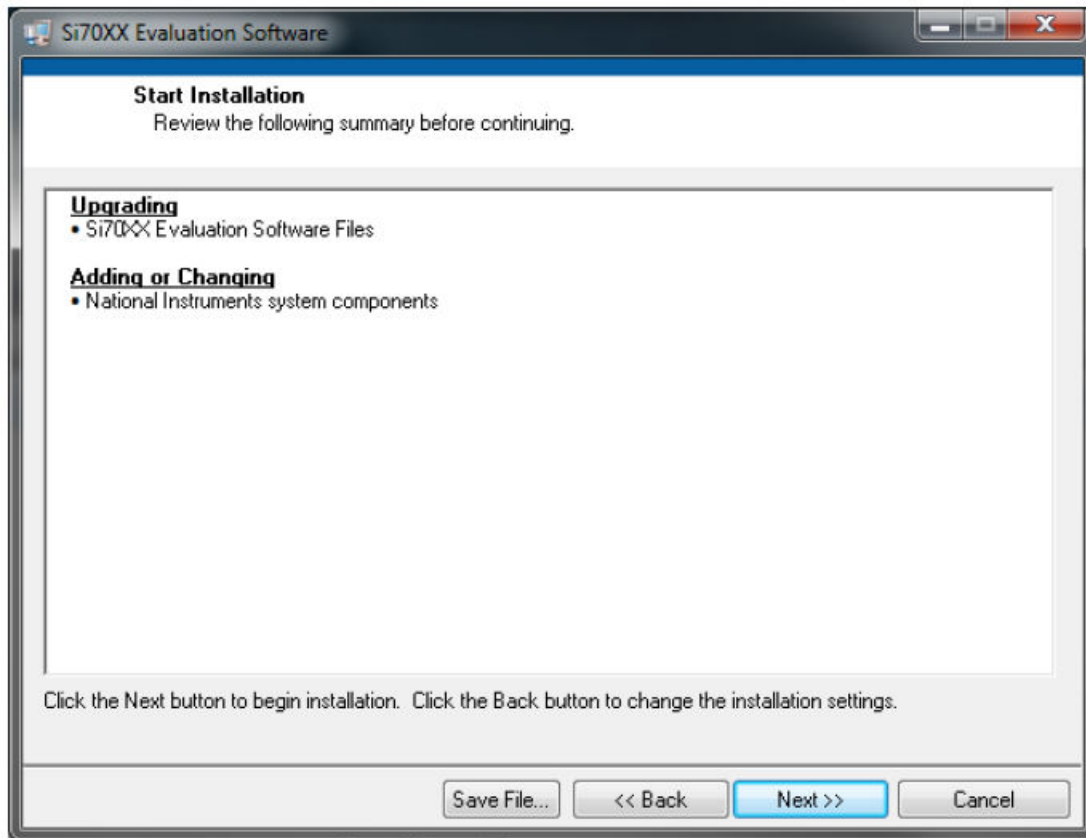 Si70XX Evaluation Software
Start Installation
Review the following summary before continuing.
Upgrading
• Si70XX Evaluation Software Files
Adding or Changing
• National Instruments system components
Click the Next button to begin installation. Click the Back button to change the installation settings.
Save File... << Back Next >> Cancel